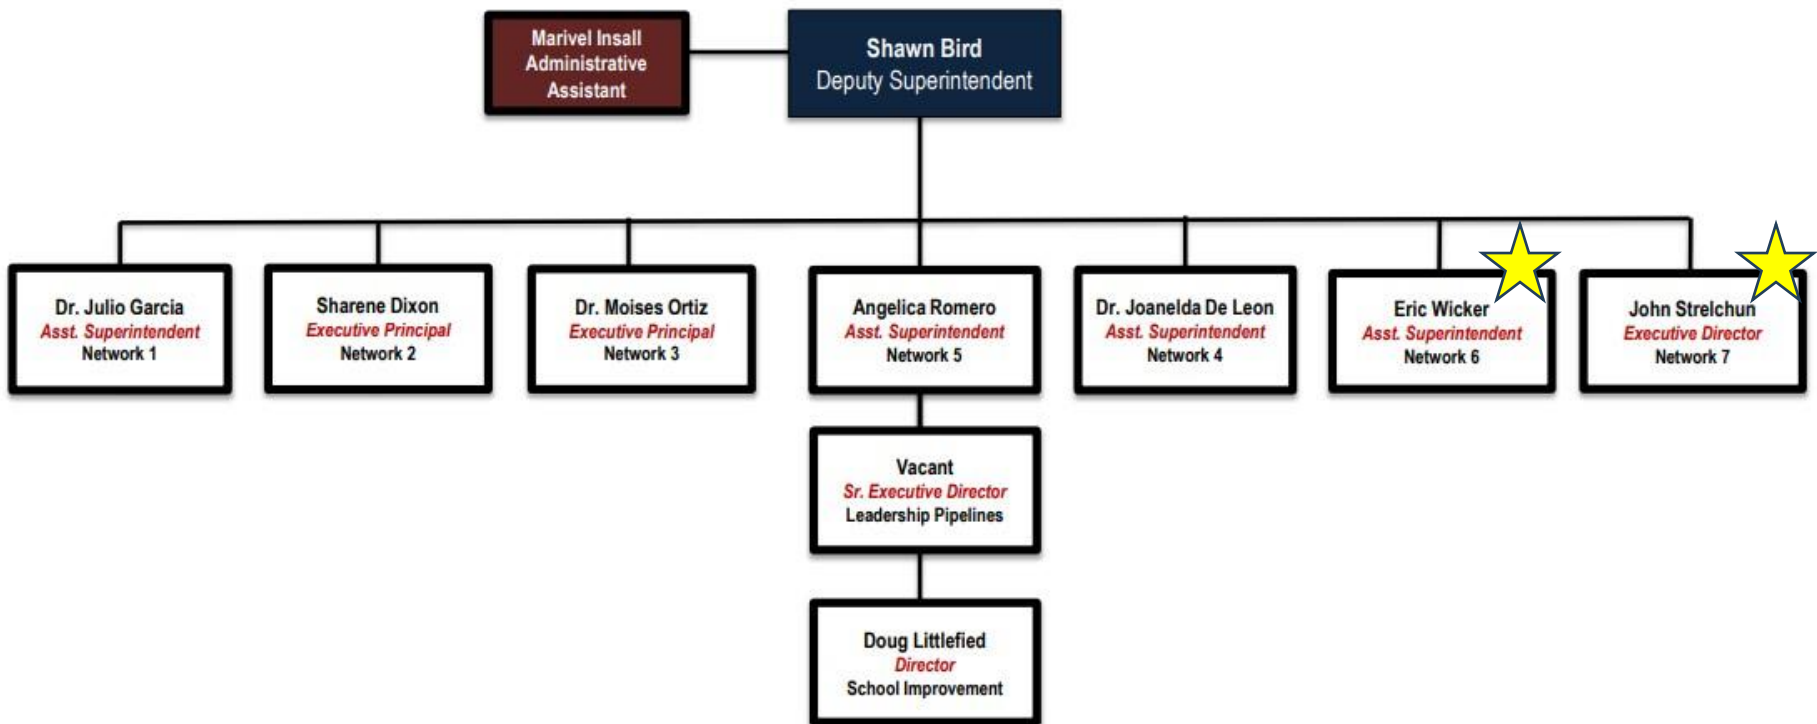 Marivel Insall
Administrative
Assistant
Shawn Bird
Deputy Superintendent
Dr. Julio Garcia
Asst. Superintendent
Network 1
Sharene Dixon
Executive Principal
Network 2
Dr. Moises Ortiz
Executive Principal
Network 3
Angelica Romero
Asst. Superintendent
Network 5
Dr. Joanelda De Leon
Asst. Superintendent
Network 4
Eric Wicker
Asst. Superintendent
Network 6
John Strelchun
Executive Director
Network 7
Vacant
Sr. Executive Director
Leadership Pipelines
Doug Littlefied
Director
School Improvement